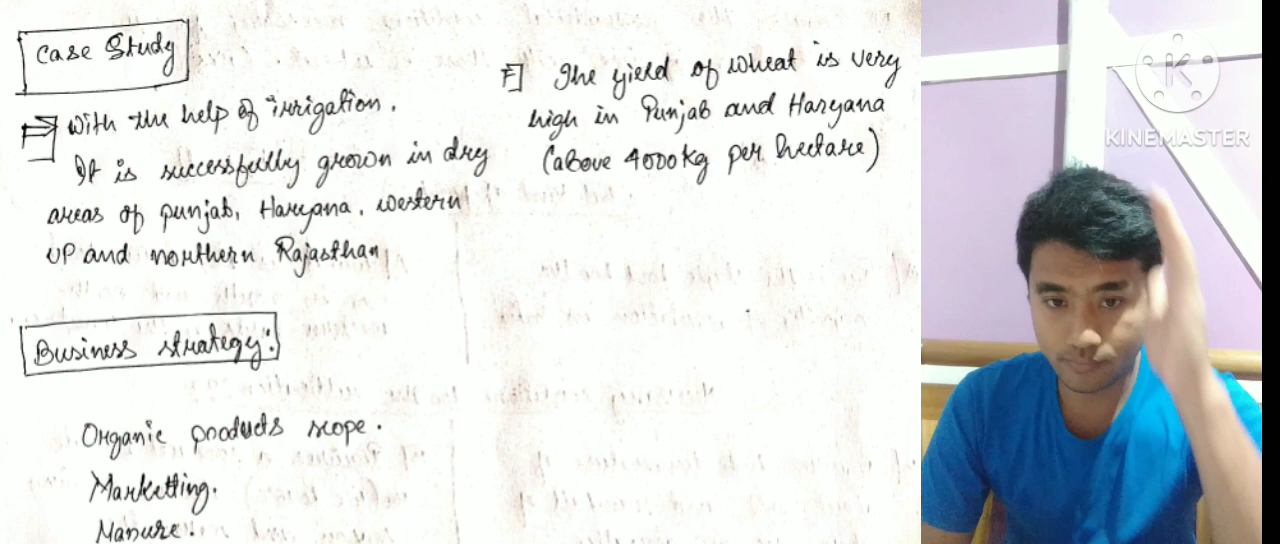 Case Study
With the help of irrigation.
It is successfully grown in dry
areas of punjab, Haryana, western
UP and northern Rajasthan
The yield of wheat is very
high in Punjab and Haryana
(above 4000kg per hectare)
Business strategy:
Organic products scope.
Marketting.
Manure.
KINEMASTER